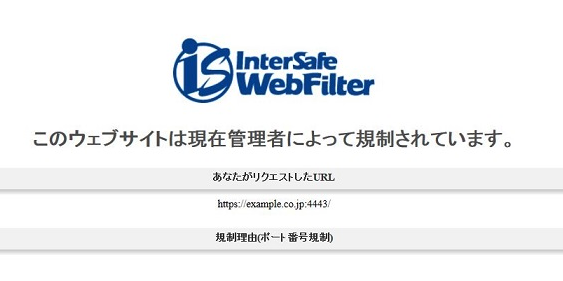 iS InterSafe
WebFilter
このウェブサイトは現在管理者によって規制されています。
あなたがリクエストしたURL
https://example.co.jp:4443/
規制理由(ポート番号規制)